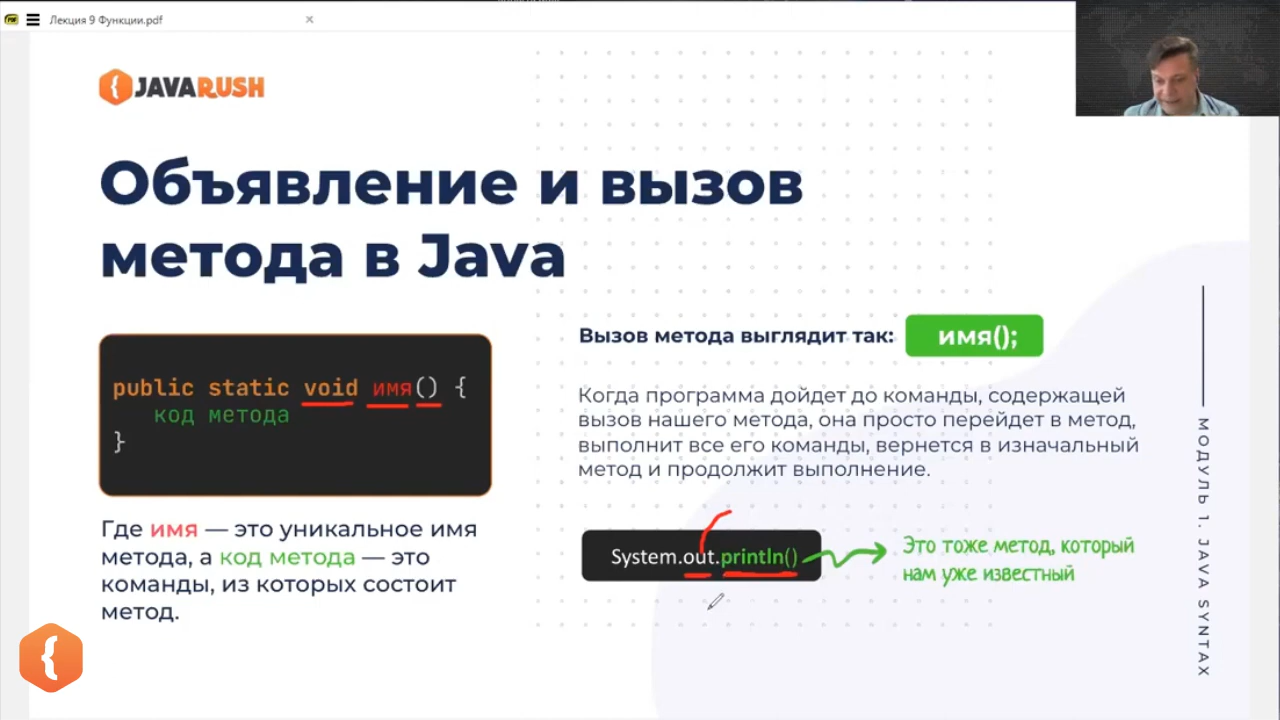 Лекция 9 Функции.pdf
JAVARUSH
Объявление и вызов
метода в Java
public static void имя() {
код метода
}
Где имя — это уникальное имя
метода, а код метода — это
команды, из которых состоит
метод.
Вызов метода выглядит так: имя();
Когда программа дойдет до команды, содержащей
вызов нашего метода, она просто перейдет в метод,
выполнит все его команды, вернется в изначальный
метод и продолжит выполнение.
System.out.println()
Это тоже метод, который
нам уже известный
МОДУЛЬ 1. JAVA SYNTAX